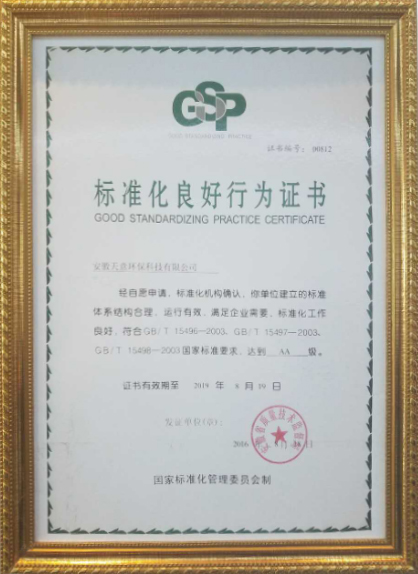 GSP
证书编号: 00812
标准化良好行为证书
GOOD STANDARDIZING PRACTICE CERTIFICATE
环保科技有限公司
经自愿申请、标准化机构确认，你单位建立的标准
体系结构合理、运行有效，满足企业需要，标准化工作
良好，符合GB/T 15496—2003、GB/T 15497—2003、
GB/T 15498—2003国家标准要求，达到 AA 级。
证书有效期至 2019 年 8 月 19 日
发证单位(章):
2016
国家标准化管理委员会制